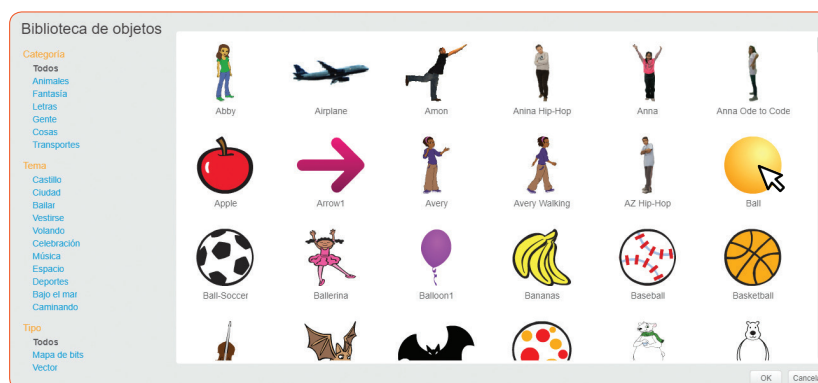 Biblioteca de objetos
Categoría
Todos
Animales
Fantasía
Letras
Gente
Cosas
Transportes
Tema
Castillo
Ciudad
Bailar
Vestirse
Volando
Celebración
Música
Espacio
Deportes
Bajo el mar
Caminando
Tipo
Todos
Mapa de bits
Vector
Abby
Airplane
Amon
Anina Hip-Hop
Anna
Anna Ode to Code
Apple
Arrow1
Avery
Avery Walking
AZ Hip-Hop
Ball
Ball-Soccer
Ballerina
Balloon1
Bananas
Baseball
Basketball
OK